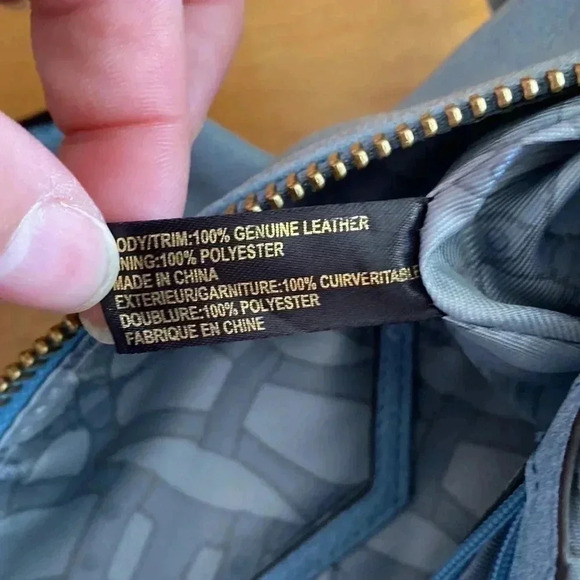 ODY/TRIM:100% GENUINE LEATHER
NING:100% POLYESTER
MADE IN CHINA
EXTERIEUR/GARNITURE:100% CUIRVERITABLE
DOUBLURE:100% POLYESTER
FABRIQUE EN CHINE